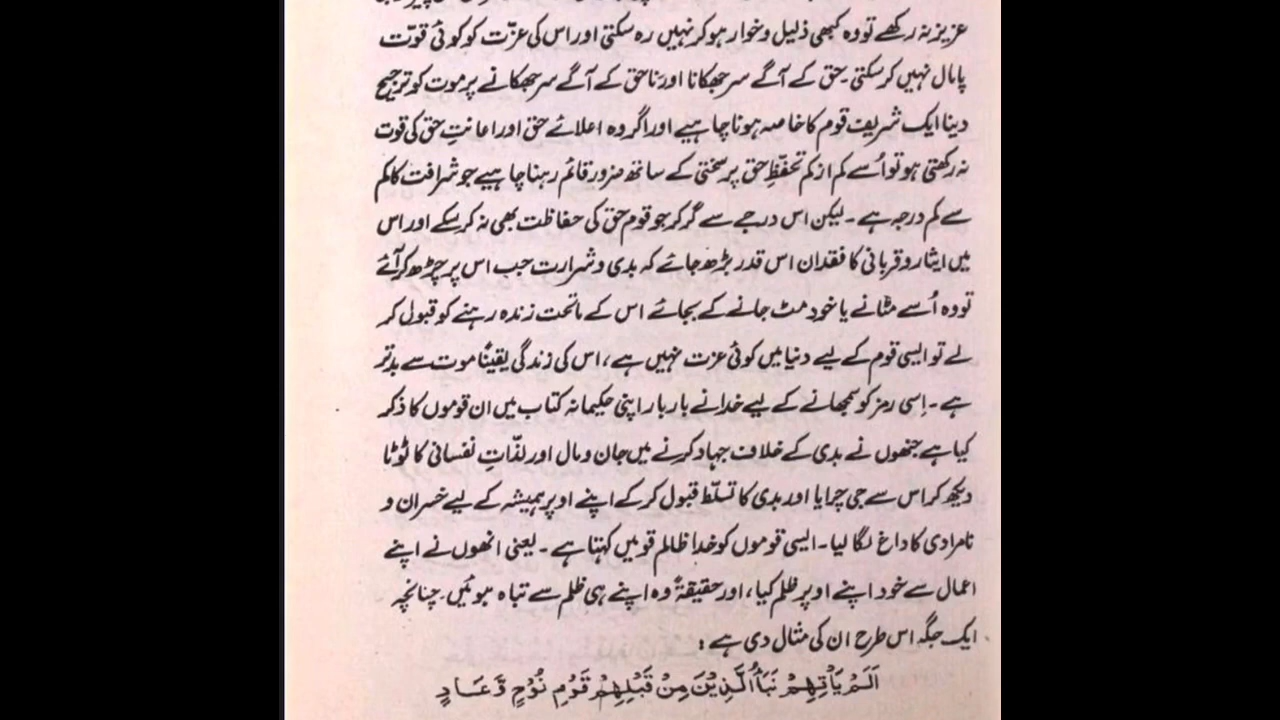 عزیز نہ رکھے تو وہ کبھی ذلیل و خوار ہو کر نہیں رہ سکتی اور اس کی عزّت کو کوئی قوّت
پامال نہیں کر سکتی۔ حق کے آگے سر جھکانا اور ناحق کے آگے سر جھکانے پر موت کو ترجیح
دینا ایک شریف قوم کا خاصہ ہونا چاہیے اور اگر وہ اعلائے حق اور اعانتِ حق کی قوت
نہ رکھتی ہو تو اُسے کم از کم تحفّظِ حق پر سختی کے ساتھ ضرور قائم رہنا چاہیے جو شرافت کا کم
سے کم درجہ ہے۔ لیکن اس درجے سے گر کر جو قوم حق کی حفاظت بھی نہ کر سکے اور اس
میں ایثار و قربانی کا فقدان اس قدر بڑھ جائے کہ بدی و شرارت جب اس پر چڑھ کر آئے
تو وہ اُسے مٹانے یا خود مٹ جانے کے بجائے اس کے ماتحت زندہ رہنے کو قبول کر
لے تو ایسی قوم کے لیے دنیا میں کوئی عزت نہیں ہے، اس کی زندگی یقیناً موت سے بدتر
ہے۔ اِسی رمز کو سمجھانے کے لیے خدا نے بار بار اپنی حکیمانہ کتاب میں ان قوموں کا ذکر
کیا ہے جنھوں نے بدی کے خلاف جہاد کرنے میں جان و مال اور لذّاتِ نفسانی کا ٹوٹا
دیکھ کر اس سے جی چرایا اور بدی کا تسلّط قبول کر کے اپنے اوپر ہمیشہ کے لیے خسران و
نامرادی کا داغ لگا لیا۔ ایسی قوموں کو خدا ظالم قومیں کہتا ہے۔ یعنی انھوں نے اپنے
اعمال سے خود اپنے اوپر ظلم کیا، اور حقیقۃً وہ اپنے ہی ظلم سے تباہ ہوئیں۔ چنانچہ
ایک جگہ اس طرح ان کی مثال دی ہے:
اَلَمْ يَاْتِهِمْ نَبَاُ الَّذِيْنَ مِنْ قَبْلِهِمْ قَوْمِ نُوْحٍ وَّعَادٍ